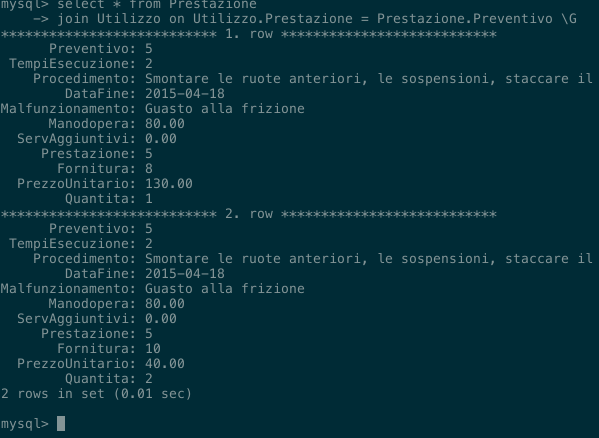 mysql> select * from Prestazione
    -> join Utilizzo on Utilizzo.Prestazione = Prestazione.Preventivo \G
*************************** 1. row ***************************
      Preventivo: 5
 TempiEsecuzione: 2
    Procedimento: Smontare le ruote anteriori, le sospensioni, staccare il
        DataFine: 2015-04-18
Malfunzionamento: Guasto alla frizione
      Manodopera: 80.00
  ServAggiuntivi: 0.00
     Prestazione: 5
       Fornitura: 8
  PrezzoUnitario: 130.00
        Quantita: 1
*************************** 2. row ***************************
      Preventivo: 5
 TempiEsecuzione: 2
    Procedimento: Smontare le ruote anteriori, le sospensioni, staccare il
        DataFine: 2015-04-18
Malfunzionamento: Guasto alla frizione
      Manodopera: 80.00
  ServAggiuntivi: 0.00
     Prestazione: 5
       Fornitura: 10
  PrezzoUnitario: 40.00
        Quantita: 2
2 rows in set (0.01 sec)
mysql>